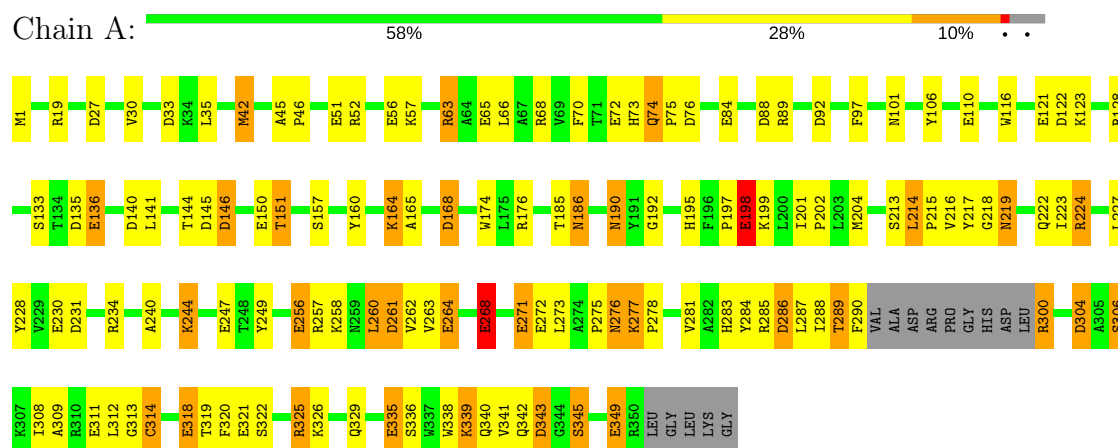 Chain A:
58% 28% 10% • •
M1 R19 D27 V30 D33 K34 L35 M42 A45 P46 E51 R52 E56 K57 R63 A64 E65 L66 A67 R68 V69 F70 T71 E72 H73 Q74 P75 D76 E84 D88 R89 D92 F97 N101 Y106 E110 W116 E121 D122 K123
S133 T134 D135 E136 D140 L141 T144 D145 D146 E150 T151 S157 Y160 K164 A165 D168 W174 L175 R176 T185 N186 N190 Y191 G192 H195 F196 P197 E198 K199 L200 I201 P202 L203 M204 S213 L214 P215 V216 Y217 G218 N219 Q222 I223 R224
Y228 V229 E230 D231 R234 A240 K244 E247 T248 Y249 E256 R257 K258 N259 L260 D261 V262 V263 E264 E268 E271 E272 L273 A274 P275 N276 K277 P278 V281 A282 H283 Y284 R285 D286 L287 I288 T289 F290 VAL ALA ASP ARG PRO GLY HIS ASP LEU R300 D304 A305
K307 I308 A309 R310 E311 L312 G313 C314 E318 T319 F320 E321 S322 R325 K326 Q329 E335 S336 W337 W338 K339 Q340 V341 Q342 D343 G344 S345 E349 R350 LEU GLY LEU LYS GLY